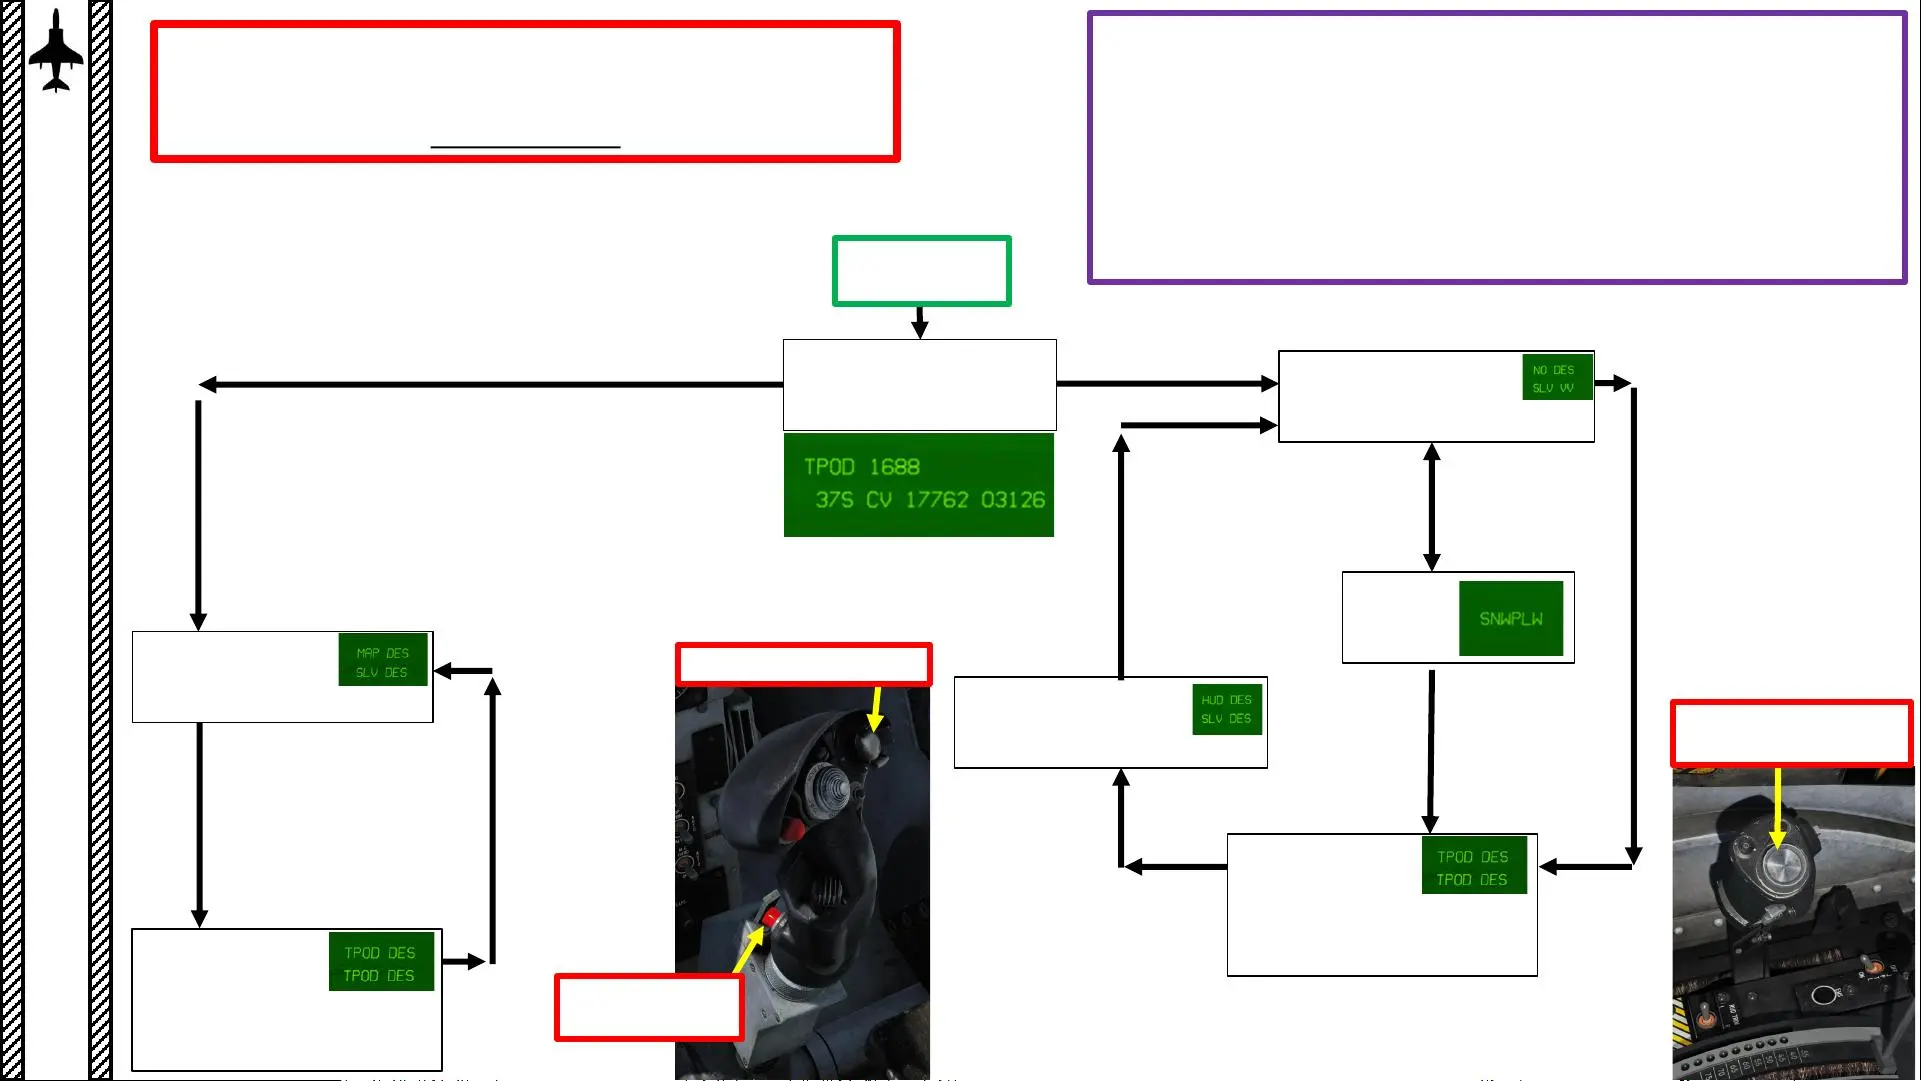 NO DES
SLV VV
TPOD 1688
37S CV 17762 03126
SNWPLW
MAP DES
SLV DES
HUD DES
SLV DES
TPOD DES
TPOD DES
TPOD DES
TPOD DES